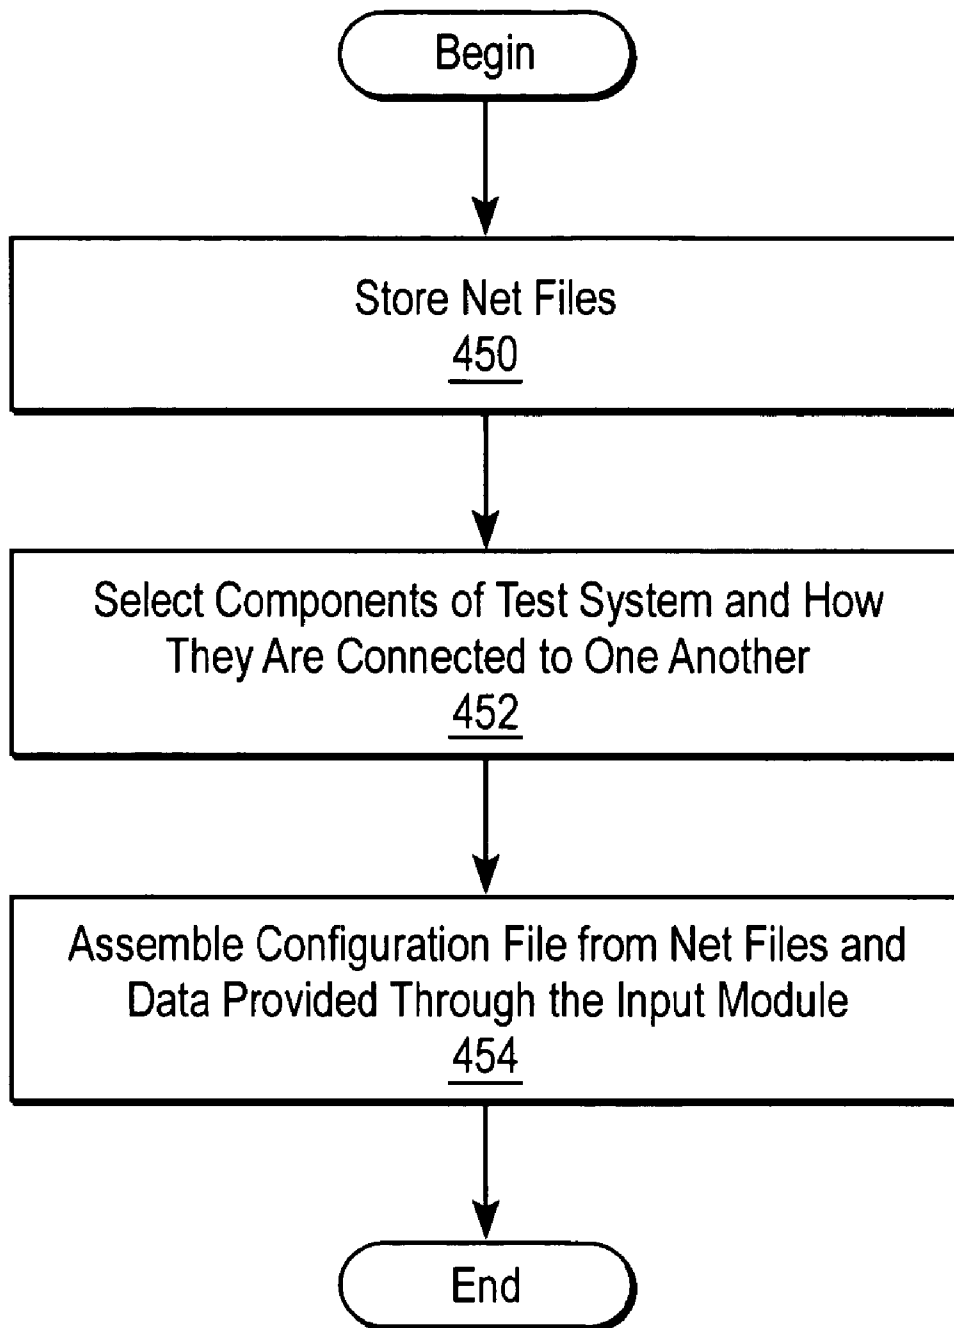 Begin
Store Net Files
450
Select Components of Test System and How
They Are Connected to One Another
452
Assemble Configuration File from Net Files and
Data Provided Through the Input Module
454
End